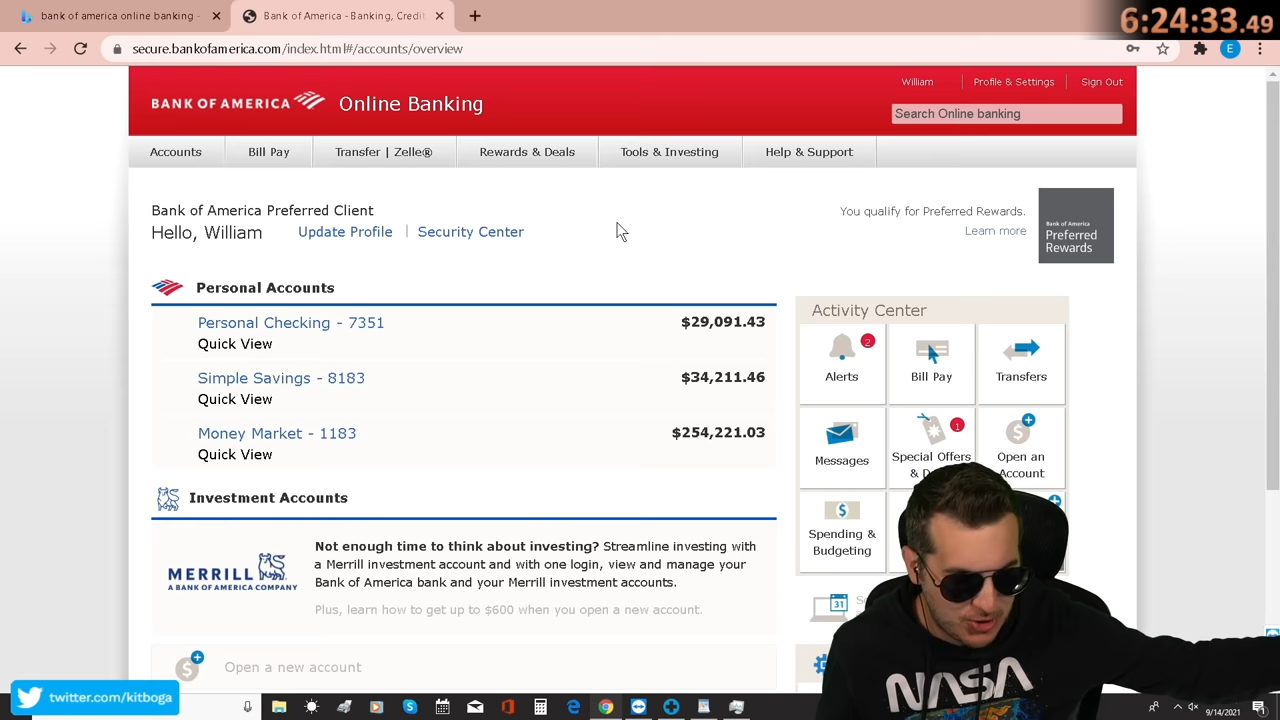 bank of america online banking
Bank of America - Banking, Credit
6:24:33.49
secure.bankofamerica.com/index.html#/accounts/overview
E
William
Profile & Settings
Sign Out
BANK OF AMERICA
Online Banking
Search Online banking
Accounts
Bill Pay
Transfer | Zelle®
Rewards & Deals
Tools & Investing
Help & Support
Bank of America Preferred Client
Hello, William
Update Profile
Security Center
You qualify for Preferred Rewards.
Learn more
Bank of America
Preferred
Rewards
Personal Accounts
Personal Checking - 7351
$29,091.43
Quick View
Simple Savings - 8183
$34,211.46
Quick View
Money Market - 1183
$254,221.03
Quick View
Activity Center
2
Alerts
Bill Pay
Transfers
Messages
1
Special Offers
&
Open an
Account
Spending &
Budgeting
Investment Accounts
MERRILL
A BANK OF AMERICA COMPANY
Not enough time to think about investing? Streamline investing with
a Merrill investment account and with one login, view and manage your
Bank of America bank and your Merrill investment accounts.
Plus, learn how to get up to $600 when you open a new account.
31
Open a new account
NASA
twitter.com/kitboga
9/14/2021